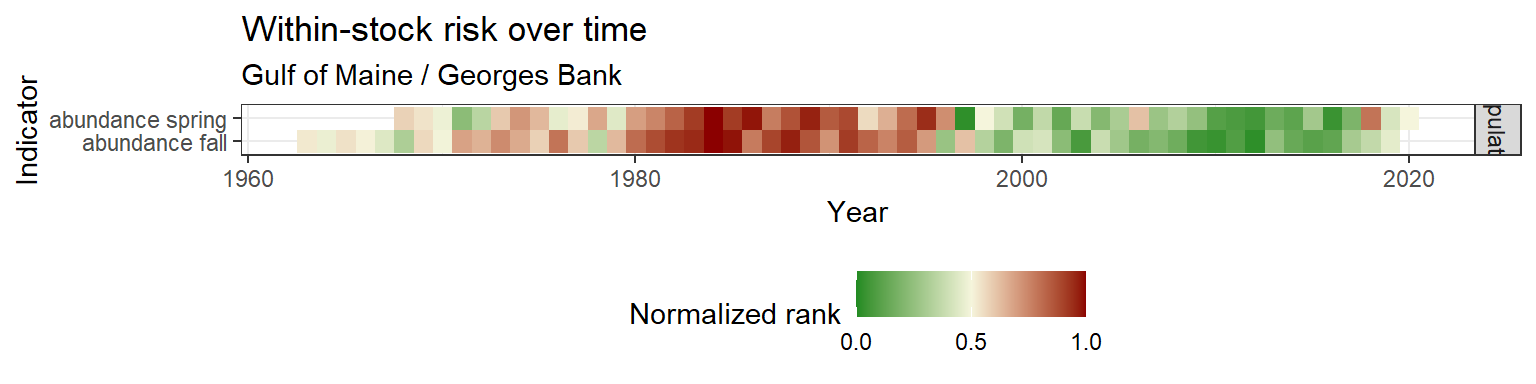 Within-stock risk over time
Gulf of Maine / Georges Bank
Indicator
abundance spring
abundance fall
pulat
1960 1980 2000 2020
Year
Normalized rank
0.0 0.5 1.0